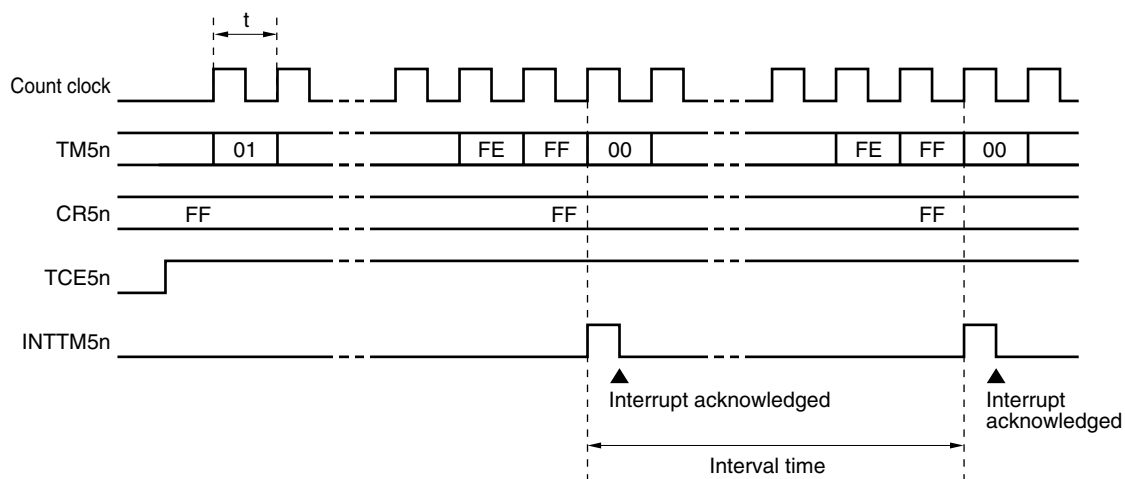 t
Count clock
TM5n
01
FE
FF
00
FE
FF
00
CR5n
FF
FF
FF
TCE5n
INTTM5n
Interrupt acknowledged
Interrupt
acknowledged
Interval time